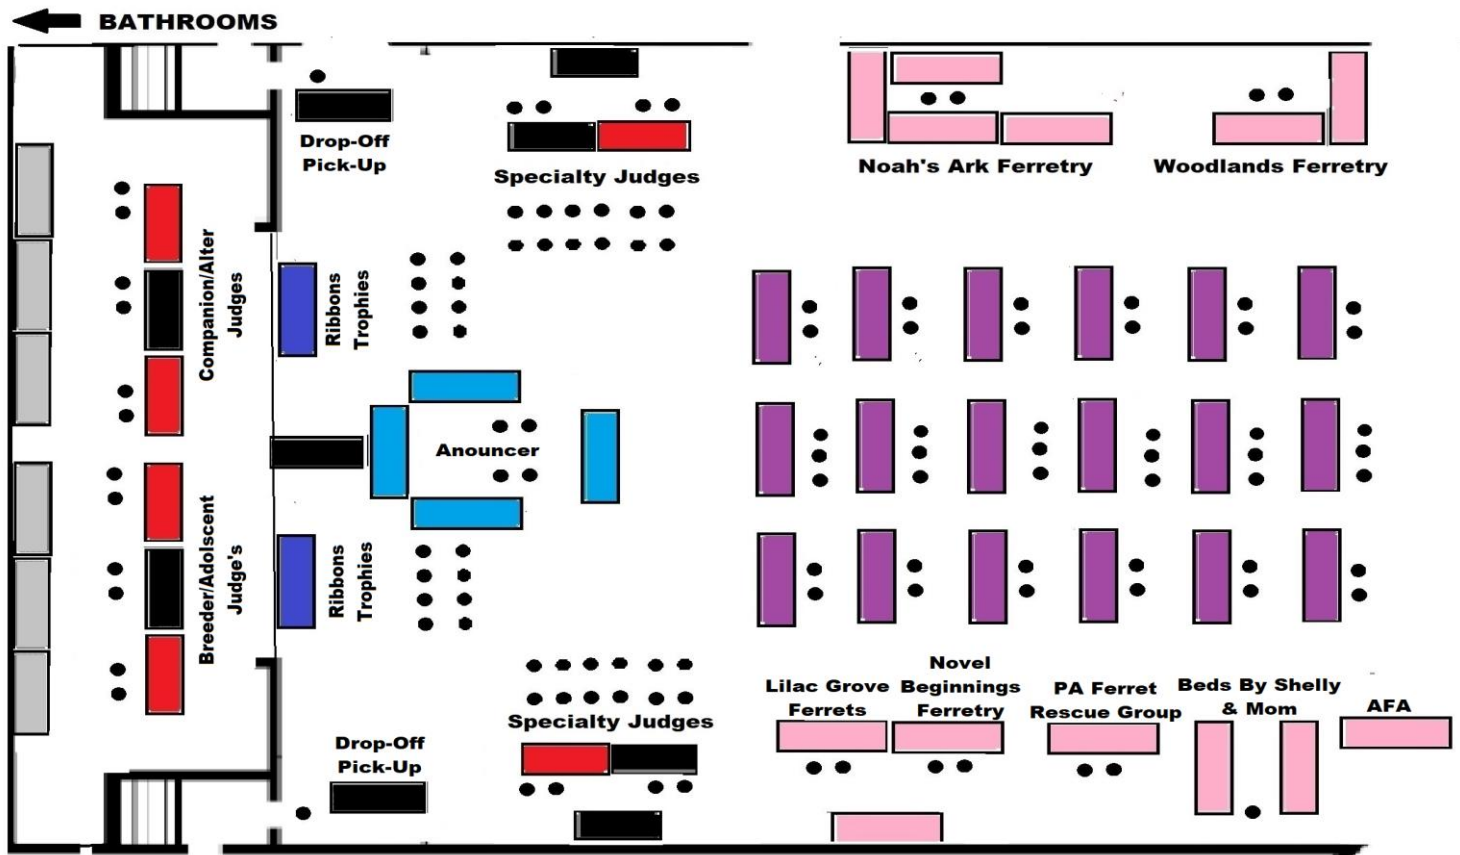 BATHROOMS
Drop-Off
Pick-Up
Specialty Judges
Noah's Ark Ferretry
Woodlands Ferretry
Companion/Alter
Judges
Ribbons
Trophies
Anouncer
Breeder/Adolscent
Judge's
Ribbons
Trophies
Specialty Judges
Drop-Off
Pick-Up
Lilac Grove
Ferrets
Novel
Beginnings
Ferretry
PA Ferret
Rescue Group
Beds By Shelly
& Mom
AFA